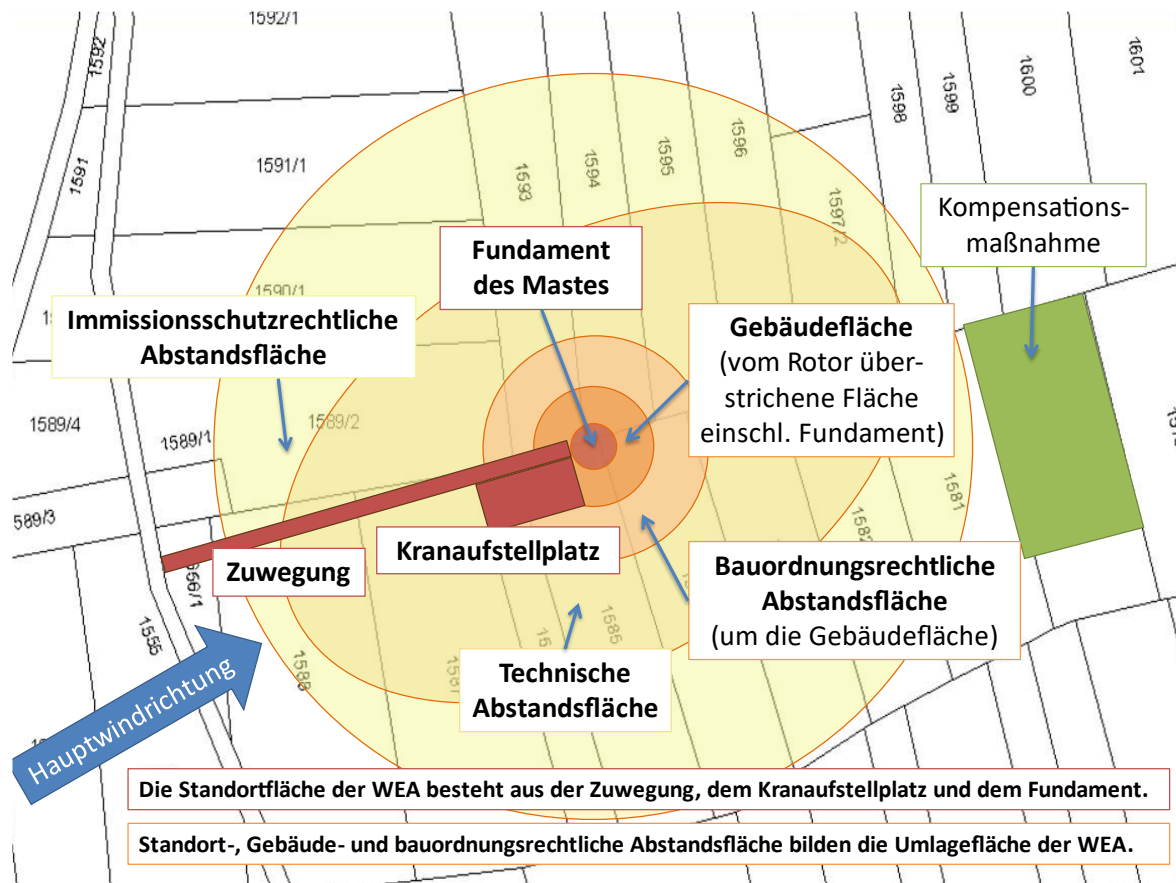 1592/1
1592
1591
1591/1
1593
1594
1595
1596
1597/2
1598
1599
1600
1601
Kompensations-
maßnahme
Fundament
des Mastes
1590/1
Immissionsschutzrechtliche
Abstandsfläche
Gebäudefläche
(vom Rotor über-
strichene Fläche
einschl. Fundament)
1589/4
1589/1
1589/2
589/3
1581
1582
Kranaufstellplatz
Zuwegung
Bauordnungsrechtliche
Abstandsfläche
(um die Gebäudefläche)
656/1
1555
1588
1585
Technische
Abstandsfläche
Hauptwindrichtung
Die Standortfläche der WEA besteht aus der Zuwegung, dem Kranaufstellplatz und dem Fundament.
Standort-, Gebäude- und bauordnungsrechtliche Abstandsfläche bilden die Umlagefläche der WEA.